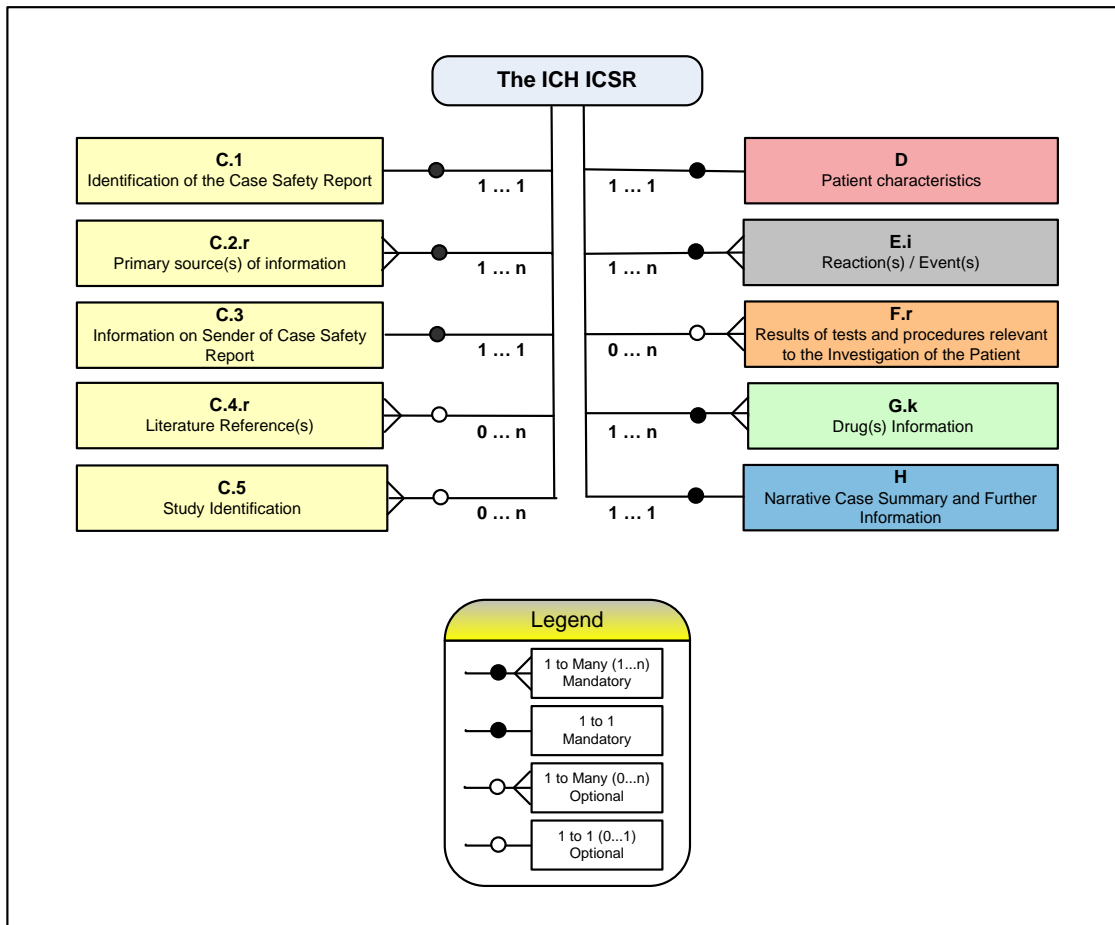 The ICH ICSR
C.1
Identification of the Case Safety Report
1 ... 1
C.2.r
Primary source(s) of information
1 ... n
C.3
Information on Sender of Case Safety
Report
1 ... 1
C.4.r
Literature Reference(s)
0 ... n
C.5
Study Identification
0 ... n
D
Patient characteristics
1 ... 1
E.i
Reaction(s) / Event(s)
1 ... n
F.r
Results of tests and procedures relevant
to the Investigation of the Patient
0 ... n
G.k
Drug(s) Information
1 ... n
H
Narrative Case Summary and Further
Information
1 ... 1
Legend
1 to Many (1...n)
Mandatory
1 to 1
Mandatory
1 to Many (0...n)
Optional
1 to 1 (0...1)
Optional